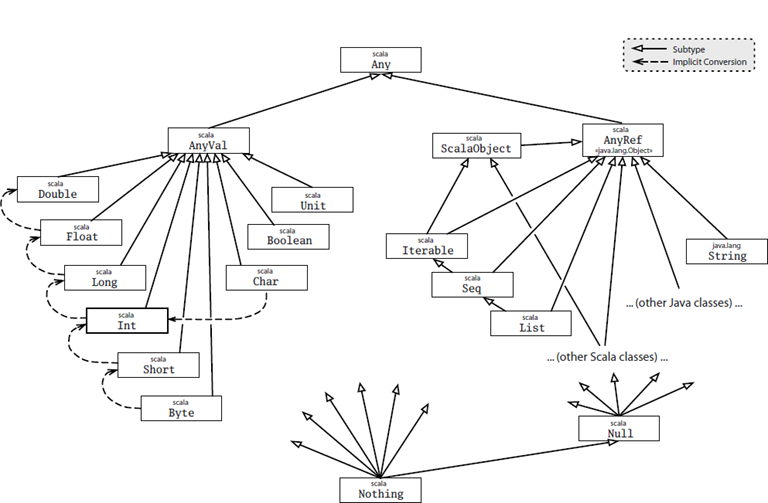 scala
Any
Subtype
Implicit Conversion
scala
AnyVal
scala
ScalaObject
scala
AnyRef
«java.lang.Object»
scala
Double
scala
Unit
scala
Float
scala
Boolean
scala
Iterable
java.lang
String
scala
Long
scala
Char
scala
Seq
... (other Java classes) ...
scala
Int
scala
List
scala
Short
... (other Scala classes) ...
scala
Byte
scala
Null
scala
Nothing